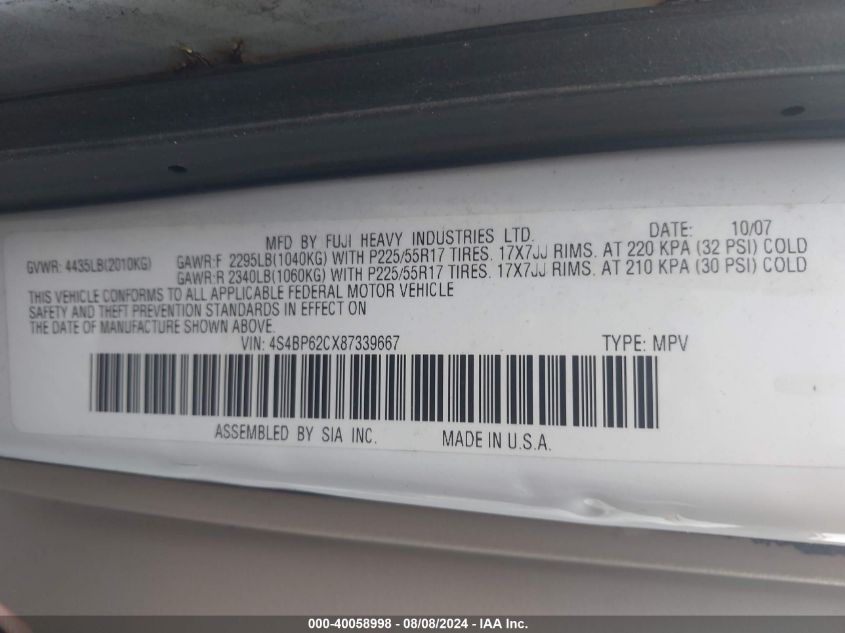 MFD BY FUJI HEAVY INDUSTRIES LTD. DATE: 10/07
GVWR: 4435LB(2010KG) GAWR:F 2295LB(1040KG) WITH P225/55R17 TIRES. 17X7JJ RIMS. AT 220 KPA (32 PSI) COLD
GAWR:R 2340LB(1060KG) WITH P225/55R17 TIRES. 17X7JJ RIMS. AT 210 KPA (30 PSI) COLD
THIS VEHICLE CONFORMS TO ALL APPLICABLE FEDERAL MOTOR VEHICLE
SAFETY AND THEFT PREVENTION STANDARDS IN EFFECT ON
THE DATE OF MANUFACTURE SHOWN ABOVE.
VIN: 4S4BP62CX87339667 TYPE: MPV
ASSEMBLED BY SIA INC. MADE IN U.S.A.
000-40058998 - 08/08/2024 - IAA Inc.